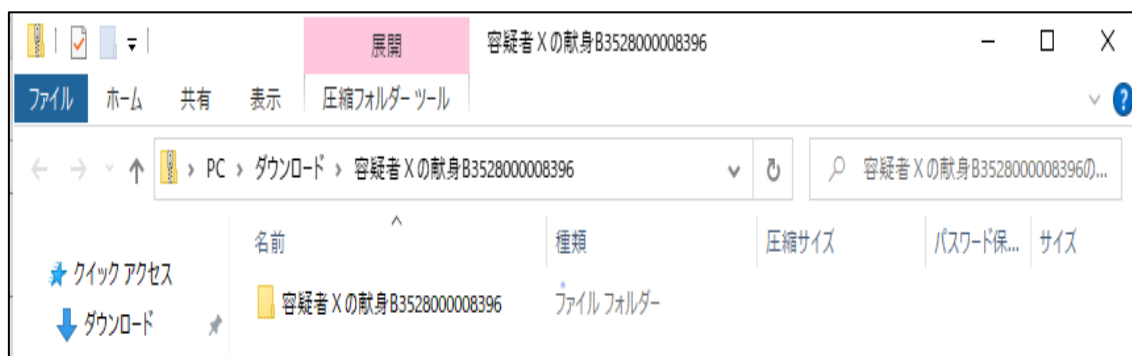 展開 容疑者Xの献身B3528000008396
ファイル ホーム 共有 表示 圧縮フォルダー ツール
PC › ダウンロード › 容疑者Xの献身B3528000008396 容疑者Xの献身B3528000008396の...
名前 種類 圧縮サイズ パスワード保... サイズ
クイック アクセス
容疑者Xの献身B3528000008396 ファイル フォルダー
ダウンロード